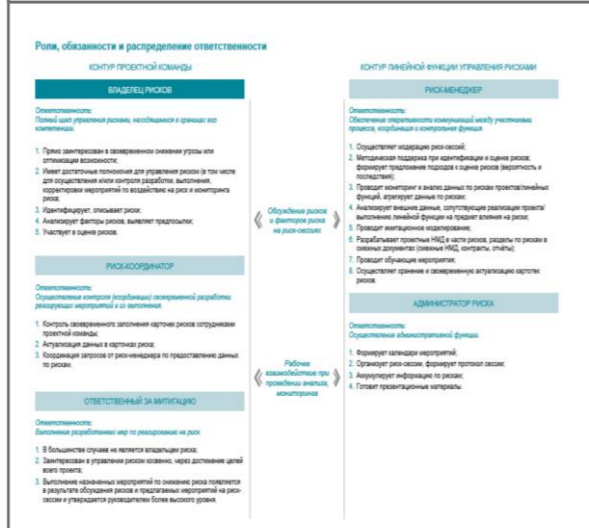 Роли, обязанности и распределение ответственности
КОНТУР ПРОЕКТНОЙ КОМАНДЫ
ВЛАДЕЛЕЦ РИСКОВ
Ответственность:
Полный цикл управления рисками, находящимися в границах его
компетенции.
1. Прямо заинтересован в своевременном снижении угрозы или
оптимизации возможности;
2. Имеет достаточные полномочия для управления риском (в том числе
для осуществления и/или контроля разработки, выполнения,
корректировки мероприятий по воздействию на риск и мониторинга
риска;
3. Идентифицирует, описывает риски;
4. Анализирует факторы рисков, выявляет предпосылки;
5. Участвует в оценке рисков.
РИСК-КООРДИНАТОР
Ответственность:
Осуществление контроля (координации) своевременной разработки
реагирующих мероприятий и их выполнения.
1. Контроль своевременного заполнения карточек рисков сотрудниками
проектной команды;
2. Актуализация данных в карточках риска;
3. Координация запросов от риск-менеджера по предоставлению данных
по рискам.
ОТВЕТСТВЕННЫЙ ЗА МИТИГАЦИЮ
Ответственность:
Выполнение разработанных мер по реагированию на риск.
1. В большинстве случаев не является владельцем риска;
2. Заинтересован в управлении риском косвенно, через достижение целей
всего проекта;
3. Выполнение назначенных мероприятий по снижению риска появляется
в результате обсуждения рисков и предлагаемых мероприятий на риск-
сессии и утверждается руководителем более высокого уровня.
Обсуждение рисков
и факторов риска
на риск-сессиях
Рабочее
взаимодействие при
проведении анализа,
мониторинга
КОНТУР ЛИНЕЙНОЙ ФУНКЦИИ УПРАВЛЕНИЯ РИСКАМИ
РИСК-МЕНЕДЖЕР
Ответственность:
Обеспечение оперативности коммуникаций между участниками
процесса, координация и контрольная функция.
1. Осуществляет модерацию риск-сессий;
2. Методическая поддержка при идентификации и оценке рисков;
формирует предложение подходов к оценке рисков (вероятность и
последствия);
3. Проводит мониторинг и анализ данных по рискам проектов/линейных
функций, агрегирует данные по рискам;
4. Анализирует внешние данные, сопутствующие реализации проекта/
выполнению линейной функции на предмет влияния на риски;
5. Проводит имитационное моделирование;
6. Разрабатывает проектные НМД в части рисков, разделы по рискам в
смежных документах (смежные НМД, контракты, отчёты);
7. Проводит обучающие мероприятия;
8. Осуществляет хранение и своевременную актуализацию карточек
рисков.
АДМИНИСТРАТОР РИСКА
Ответственность:
Осуществление административной функции.
1. Формирует календари мероприятий;
2. Организует риск-сессии, формирует протокол сессии;
3. Аккумулирует информацию по рискам;
4. Готовит презентационные материалы.